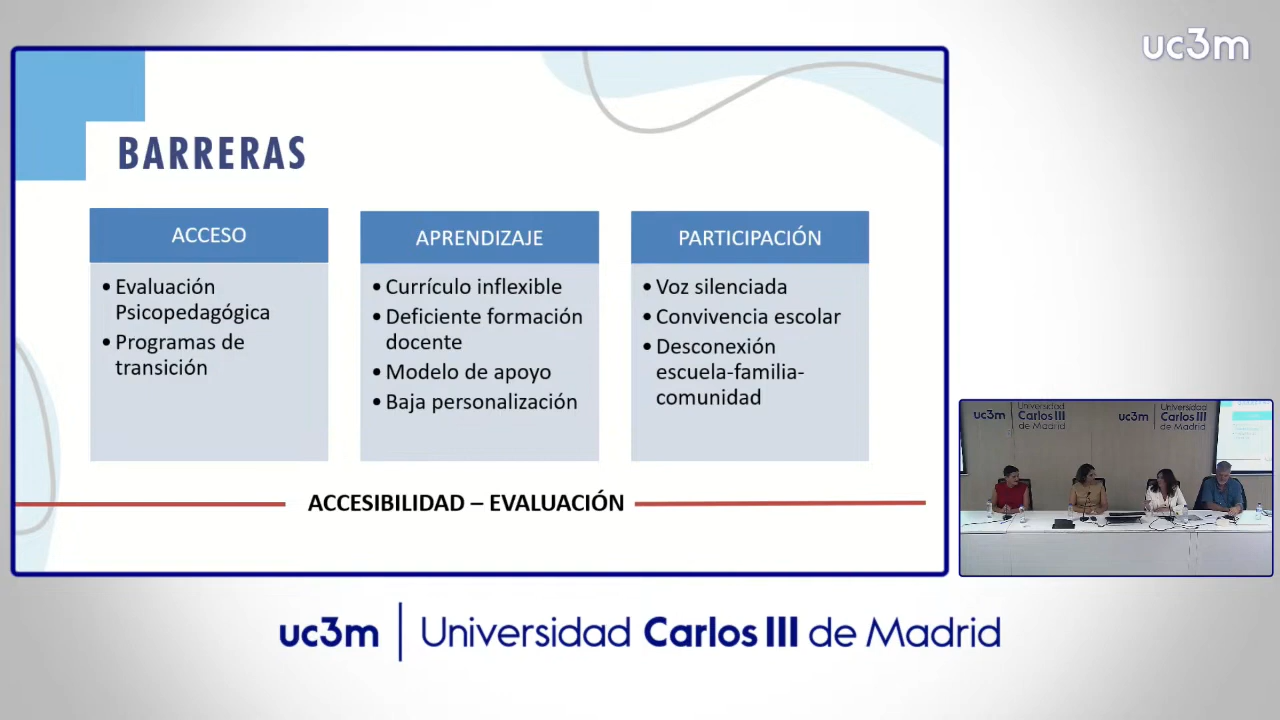 uc3m
BARRERAS
ACCESO
• Evaluación
Psicopedagógica
• Programas de
transición
APRENDIZAJE
• Currículo inflexible
• Deficiente formación
docente
• Modelo de apoyo
• Baja personalización
PARTICIPACIÓN
• Voz silenciada
• Convivencia escolar
• Desconexión
escuela-familia-
comunidad
ACCESIBILIDAD – EVALUACIÓN
uc3m
Universidad
Carlos III
de Madrid
uc3m
Universidad
Carlos III
de Madrid
uc3m | Universidad Carlos III de Madrid